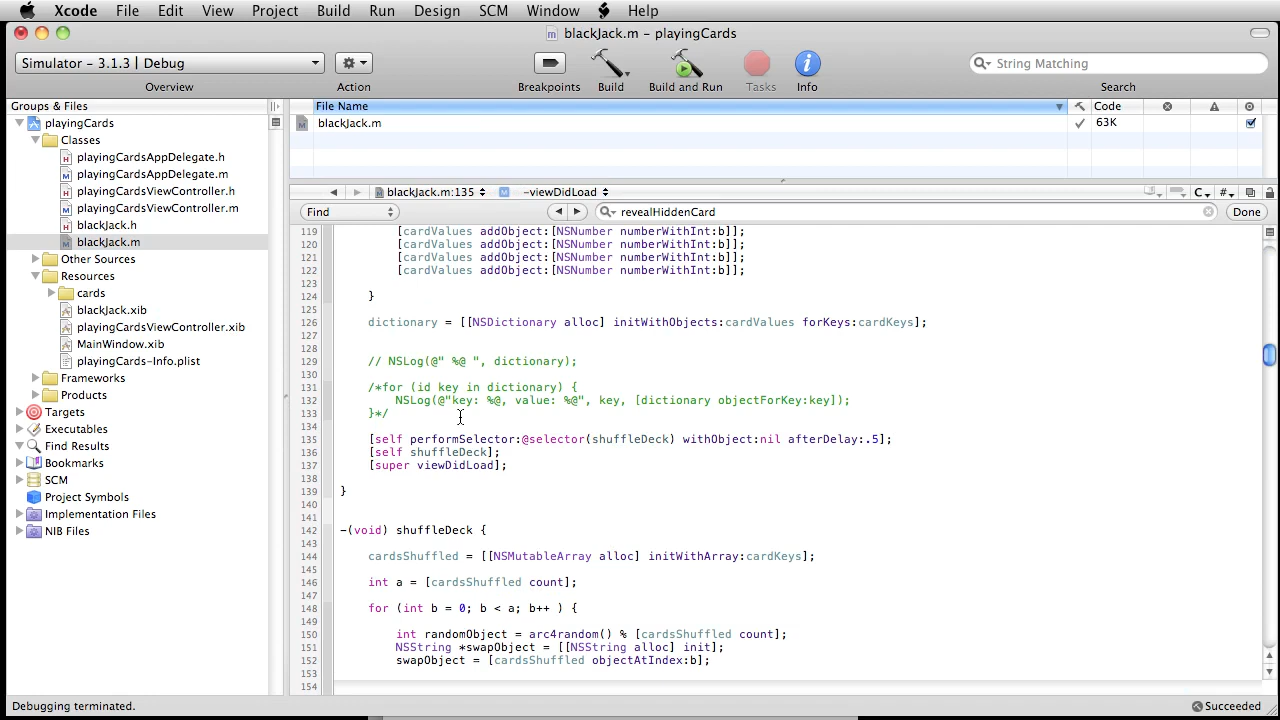 Xcode File Edit View Project Build Run Design SCM Window Help
blackJack.m - playingCards
Simulator - 3.1.3 | Debug
String Matching
Overview Action Breakpoints Build Build and Run Tasks Info Search
Groups & Files
playingCards
Classes
playingCardsAppDelegate.h
playingCardsAppDelegate.m
playingCardsViewController.h
playingCardsViewController.m
blackJack.h
blackJack.m
Other Sources
Resources
cards
blackJack.xib
playingCardsViewController.xib
MainWindow.xib
playingCards-Info.plist
Frameworks
Products
Targets
Executables
Find Results
Bookmarks
SCM
Project Symbols
Implementation Files
NIB Files
File Name Code
blackJack.m 63K
blackJack.m:135 M -viewDidLoad C #
Find revealHiddenCard Done
119 [cardValues addObject:[NSNumber numberWithInt:b]];
120 [cardValues addObject:[NSNumber numberWithInt:b]];
121 [cardValues addObject:[NSNumber numberWithInt:b]];
122 [cardValues addObject:[NSNumber numberWithInt:b]];
123
124 }
125
126 dictionary = [[NSDictionary alloc] initWithObjects:cardValues forKeys:cardKeys];
127
128
129 // NSLog(@" %@ ", dictionary);
130
131 /*for (id key in dictionary) {
132 NSLog(@"key: %@, value: %@", key, [dictionary objectForKey:key]);
133 }*/
134
135 [self performSelector:@selector(shuffleDeck) withObject:nil afterDelay:.5];
136 [self shuffleDeck];
137 [super viewDidLoad];
138
139 }
140
141
142 -(void) shuffleDeck {
143
144 cardsShuffled = [[NSMutableArray alloc] initWithArray:cardKeys];
145
146 int a = [cardsShuffled count];
147
148 for (int b = 0; b < a; b++ ) {
149
150 int randomObject = arc4random() % [cardsShuffled count];
151 NSString *swapObject = [[NSString alloc] init];
152 swapObject = [cardsShuffled objectAtIndex:b];
153
154
Debugging terminated. Succeeded